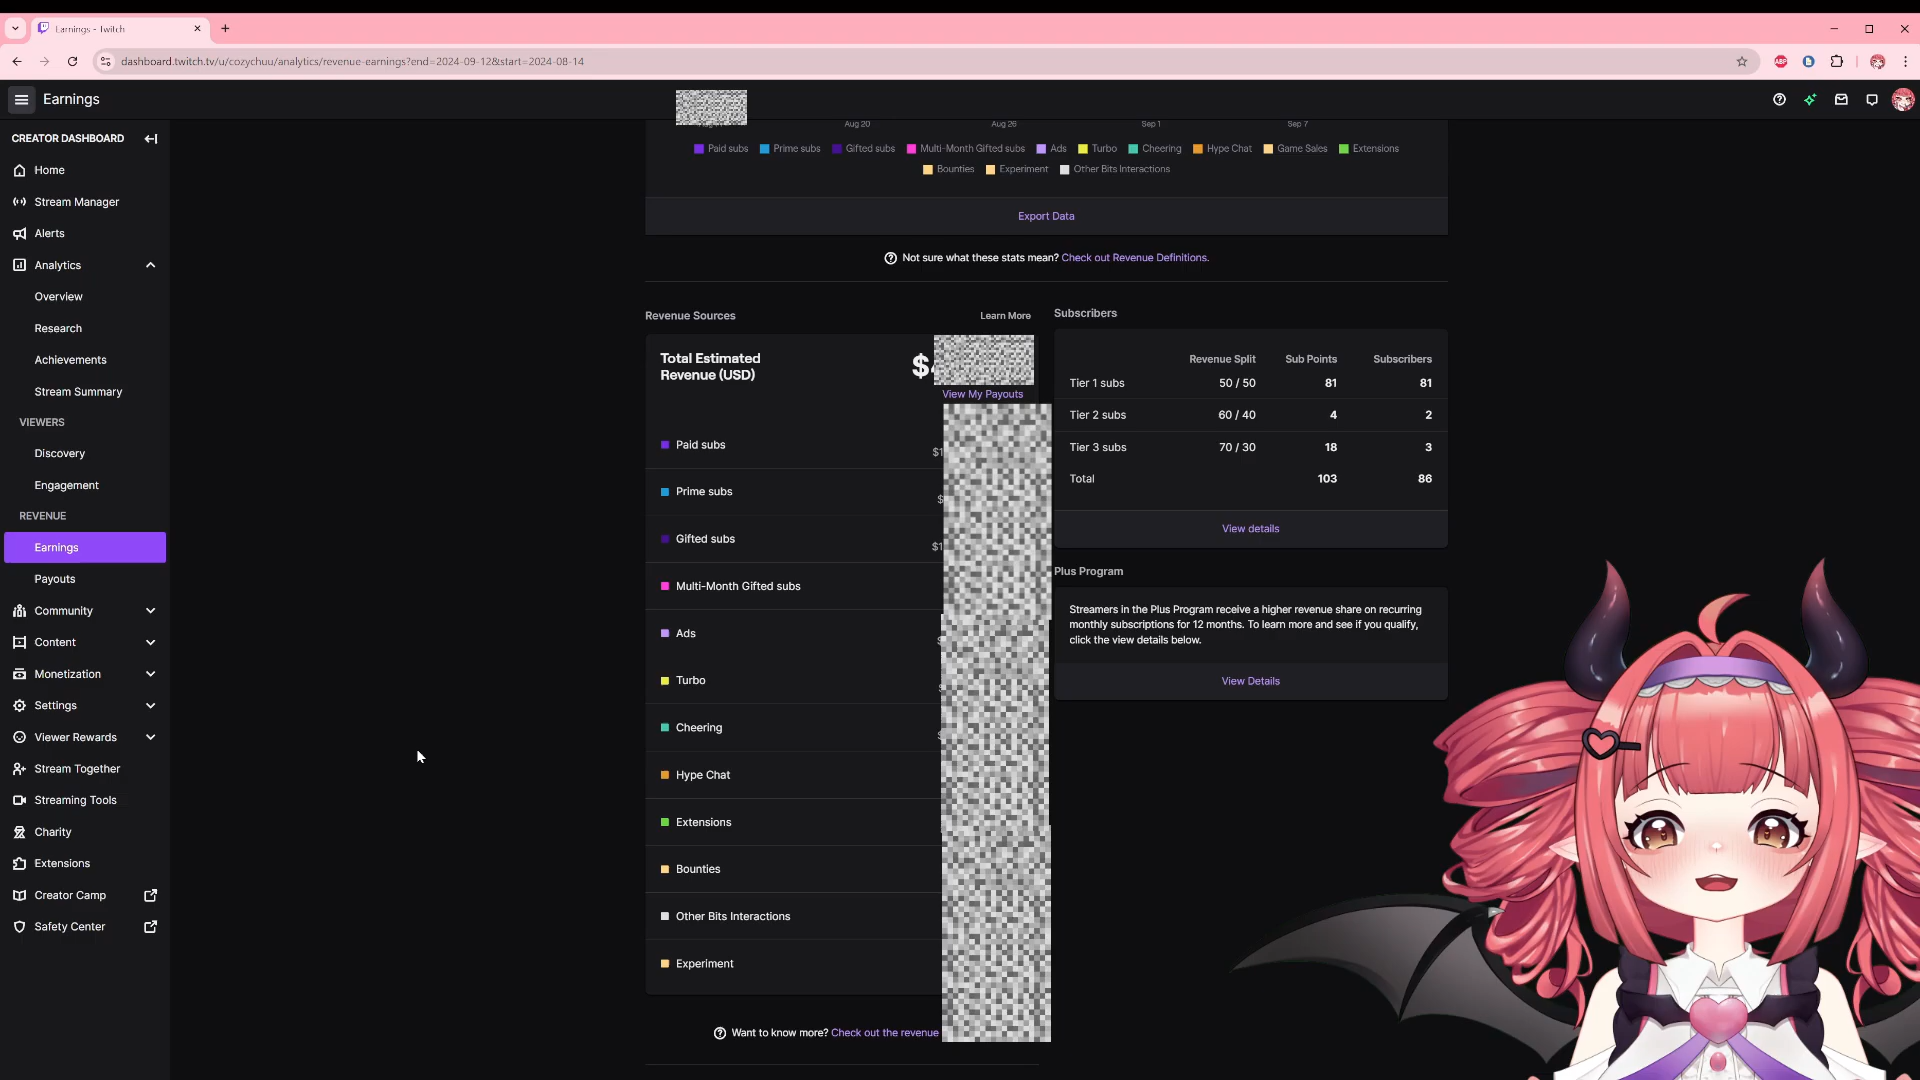 Earnings - Twitch
dashboard.twitch.tv/u/cozychuu/analytics/revenue-earnings?end=2024-09-12&start=2024-08-14
ABP
Earnings
CREATOR DASHBOARD
Home
Stream Manager
Alerts
Analytics
Overview
Research
Achievements
Stream Summary
VIEWERS
Discovery
Engagement
REVENUE
Earnings
Payouts
Community
Content
Monetization
Settings
Viewer Rewards
Stream Together
Streaming Tools
Charity
Extensions
Creator Camp
Safety Center
Aug 20 Aug 26 Sep 1 Sep 7
Paid subs Prime subs Gifted subs Multi-Month Gifted subs Ads Turbo Cheering Hype Chat Game Sales Extensions
Bounties Experiment Other Bits Interactions
Export Data
Not sure what these stats mean? Check out Revenue Definitions.
Revenue Sources Learn More
Total Estimated
Revenue (USD) $
View My Payouts
Paid subs $1
Prime subs $
Gifted subs $1
Multi-Month Gifted subs
Ads
Turbo
Cheering
Hype Chat
Extensions
Bounties
Other Bits Interactions
Experiment
Want to know more? Check out the revenue
Subscribers
Revenue Split Sub Points Subscribers
Tier 1 subs 50 / 50 81 81
Tier 2 subs 60 / 40 4 2
Tier 3 subs 70 / 30 18 3
Total 103 86
View details
Plus Program
Streamers in the Plus Program receive a higher revenue share on recurring
monthly subscriptions for 12 months. To learn more and see if you qualify,
click the view details below.
View Details